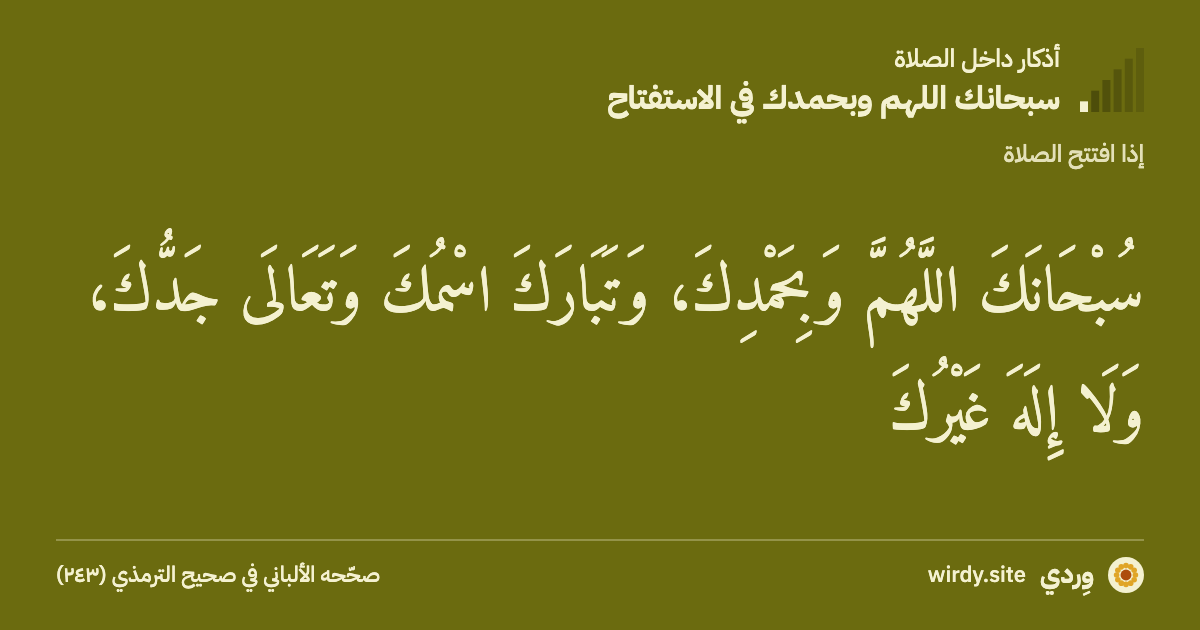 أذكار داخل الصلاة
سبحانك اللهم وبحمدك في الاستفتاح
إذا افتتح الصلاة
سُبْحَانَكَ اللَّهُمَّ وَبِحَمْدِكَ، وَتَبَارَكَ اسْمُكَ وَتَعَالَى جَدُّكَ،
وَلَا إِلَهَ غَيْرُكَ
وِردي wirdy.site
صحّحه الألباني في صحيح الترمذي (٢٤٣)